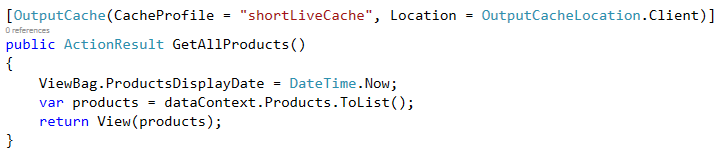 [OutputCache(CacheProfile = "shortLiveCache", Location = OutputCacheLocation.Client)]
0 references
public ActionResult GetAllProducts()
{
    ViewBag.ProductsDisplayDate = DateTime.Now;
    var products = dataContext.Products.ToList();
    return View(products);
}